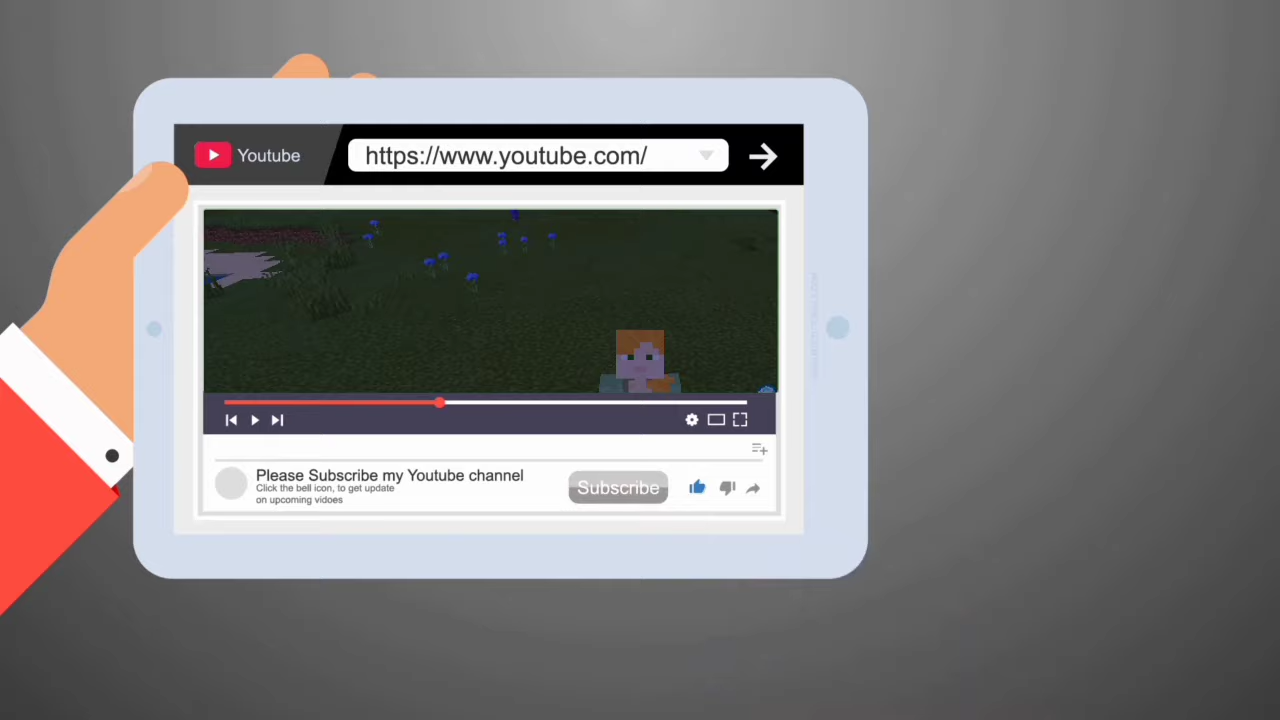 Youtube
https://www.youtube.com/
Please Subscribe my Youtube channel
Click the bell icon, to get update
on upcoming vidoes
Subscribe